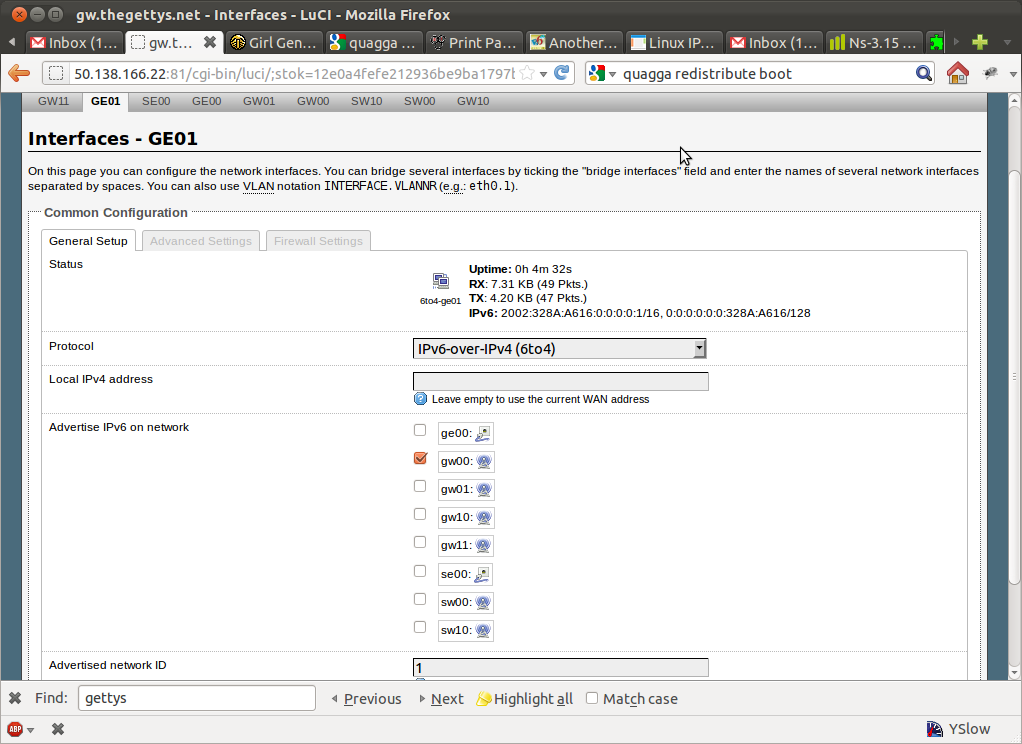 gw.thegettys.net - Interfaces - LuCI - Mozilla Firefox
Inbox (1... gw.t... Girl Gen... quagga ... Print Pa... Another... Linux IP... Inbox (1... Ns-3.15 ...
50.138.166.22:81/cgi-bin/luci/;stok=12e0a4fefe212936be9ba1797b quagga redistribute boot
GW11 GE01 SE00 GE00 GW01 GW00 SW10 SW00 GW10
Interfaces - GE01
On this page you can configure the network interfaces. You can bridge several interfaces by ticking the "bridge interfaces" field and enter the names of several network interfaces
separated by spaces. You can also use VLAN notation INTERFACE.VLANNR (e.g.: eth0.1).
Common Configuration
General Setup Advanced Settings Firewall Settings
Status
Uptime: 0h 4m 32s
RX: 7.31 KB (49 Pkts.)
6to4-ge01 TX: 4.20 KB (47 Pkts.)
IPv6: 2002:328A:A616:0:0:0:0:1/16, 0:0:0:0:0:0:328A:A616/128
Protocol IPv6-over-IPv4 (6to4)
Local IPv4 address
Leave empty to use the current WAN address
Advertise IPv6 on network
ge00:
gw00:
gw01:
gw10:
gw11:
se00:
sw00:
sw10:
Advertised network ID 1
Find: gettys Previous Next Highlight all Match case
ABP YSlow